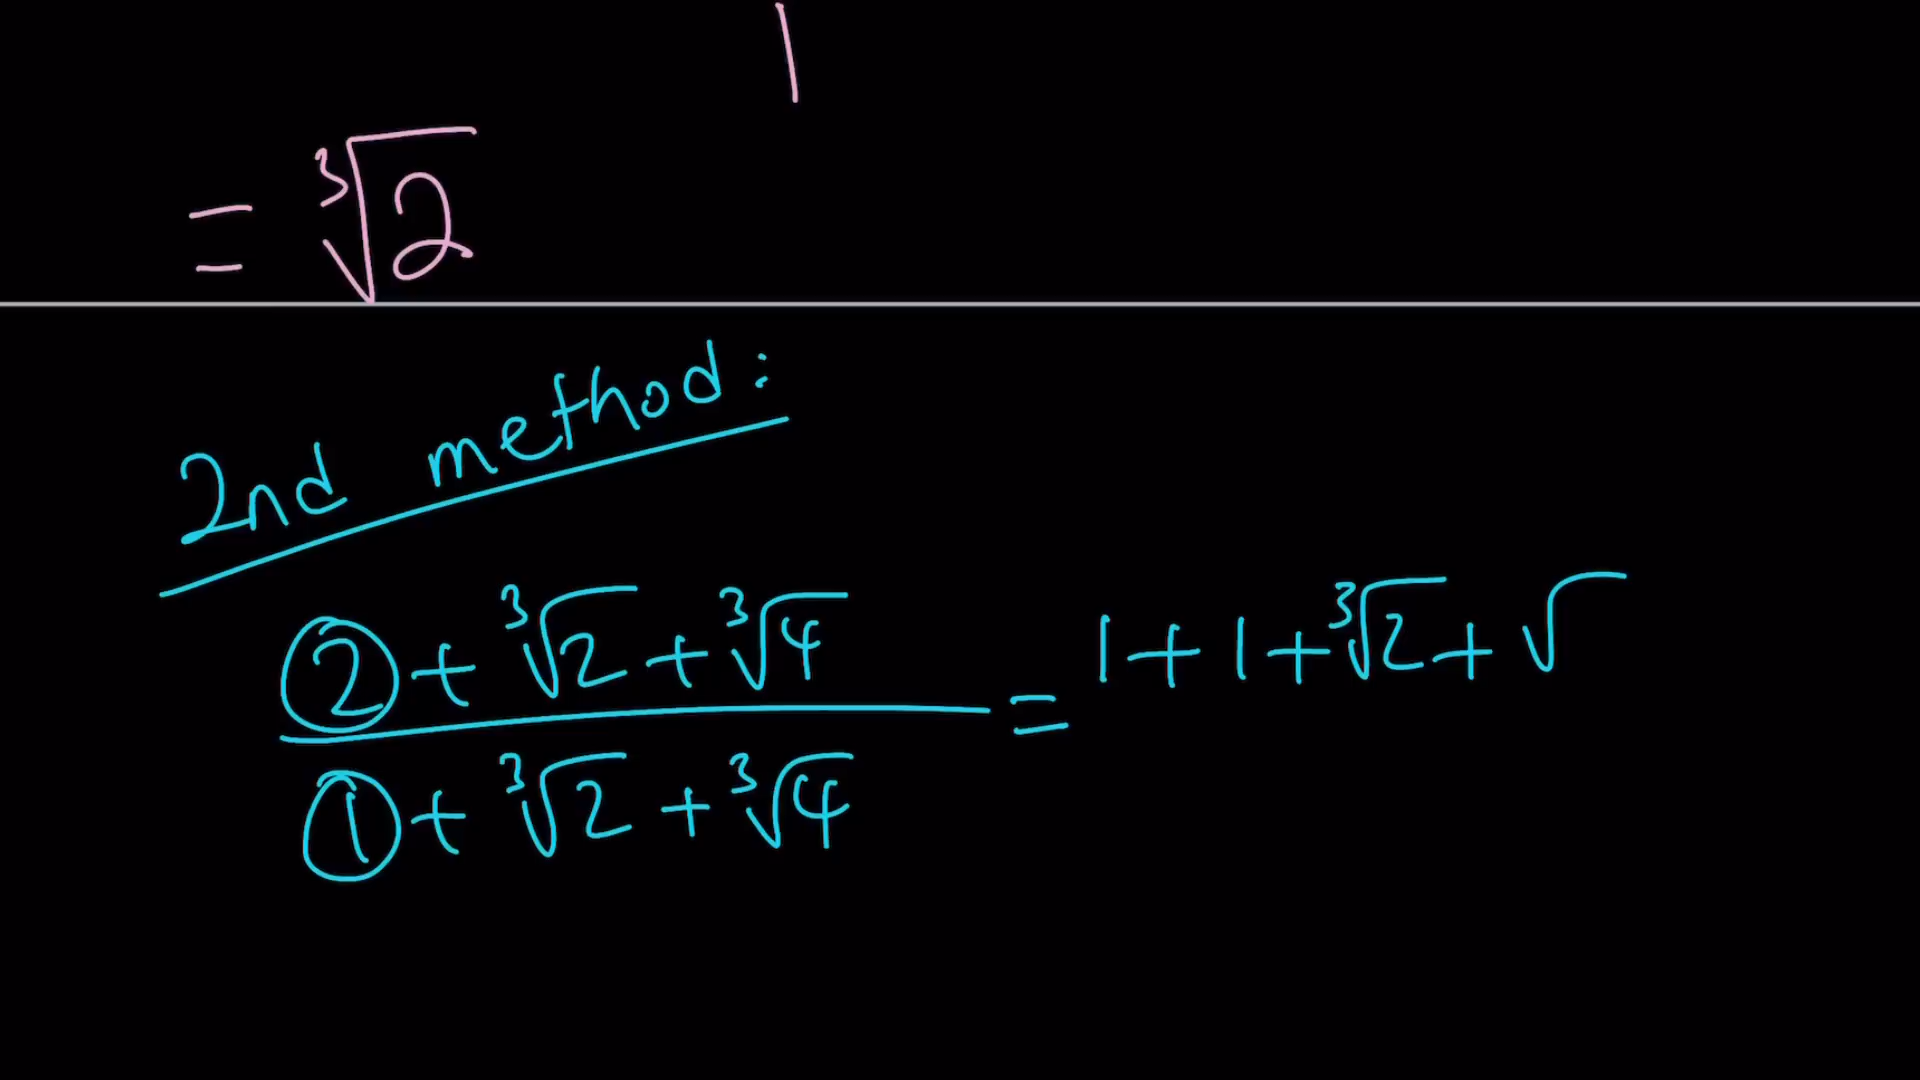 1
= ∛2
2nd method:
② + ∛2 + ∛4 = 1 + 1 + ∛2 + √
① + ∛2 + ∛4